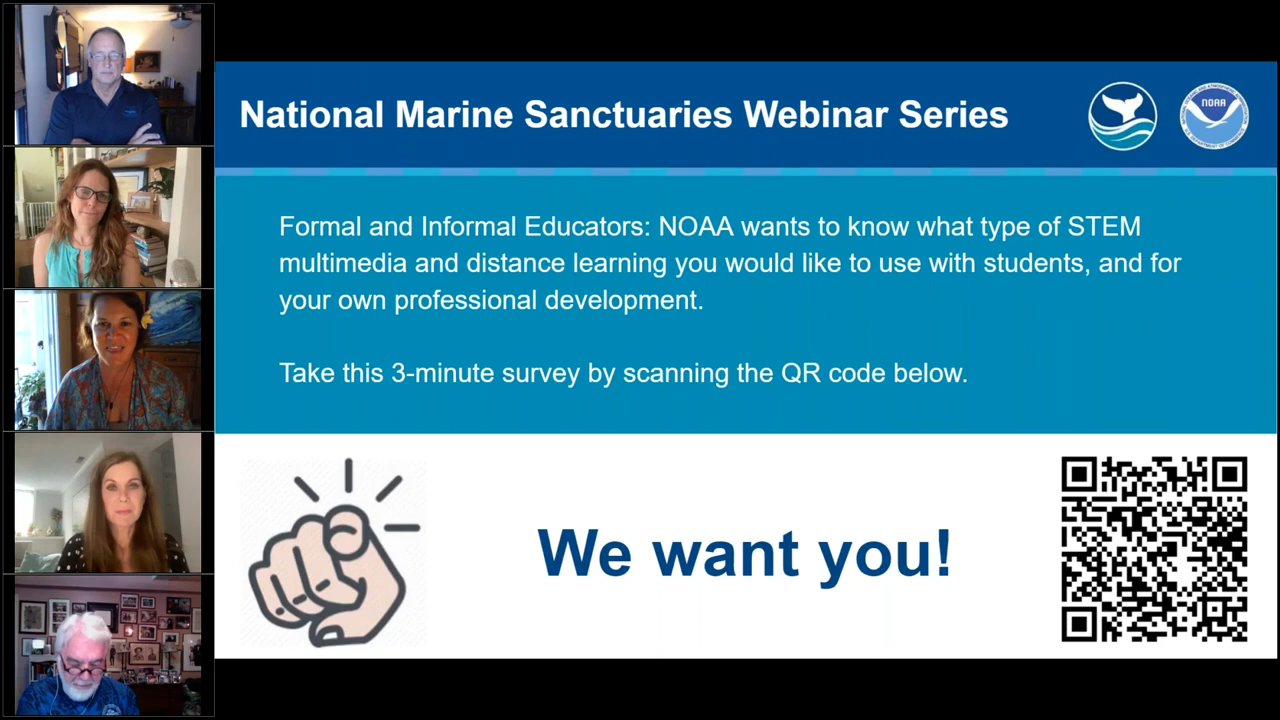 National Marine Sanctuaries Webinar Series
NOAA
Formal and Informal Educators: NOAA wants to know what type of STEM
multimedia and distance learning you would like to use with students, and for
your own professional development.
Take this 3-minute survey by scanning the QR code below.
We want you!